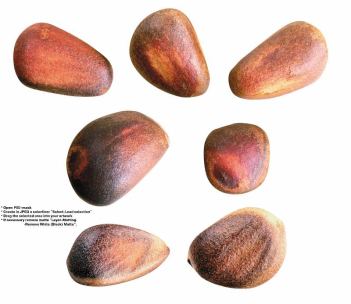 * Open PSD-mask
* Create in JPEG a selection: "Select-Load selection"
* Drag the selected area into your artwork
* If necessary remove matte "Layer-Matting
-Remove White (Black) Matte".